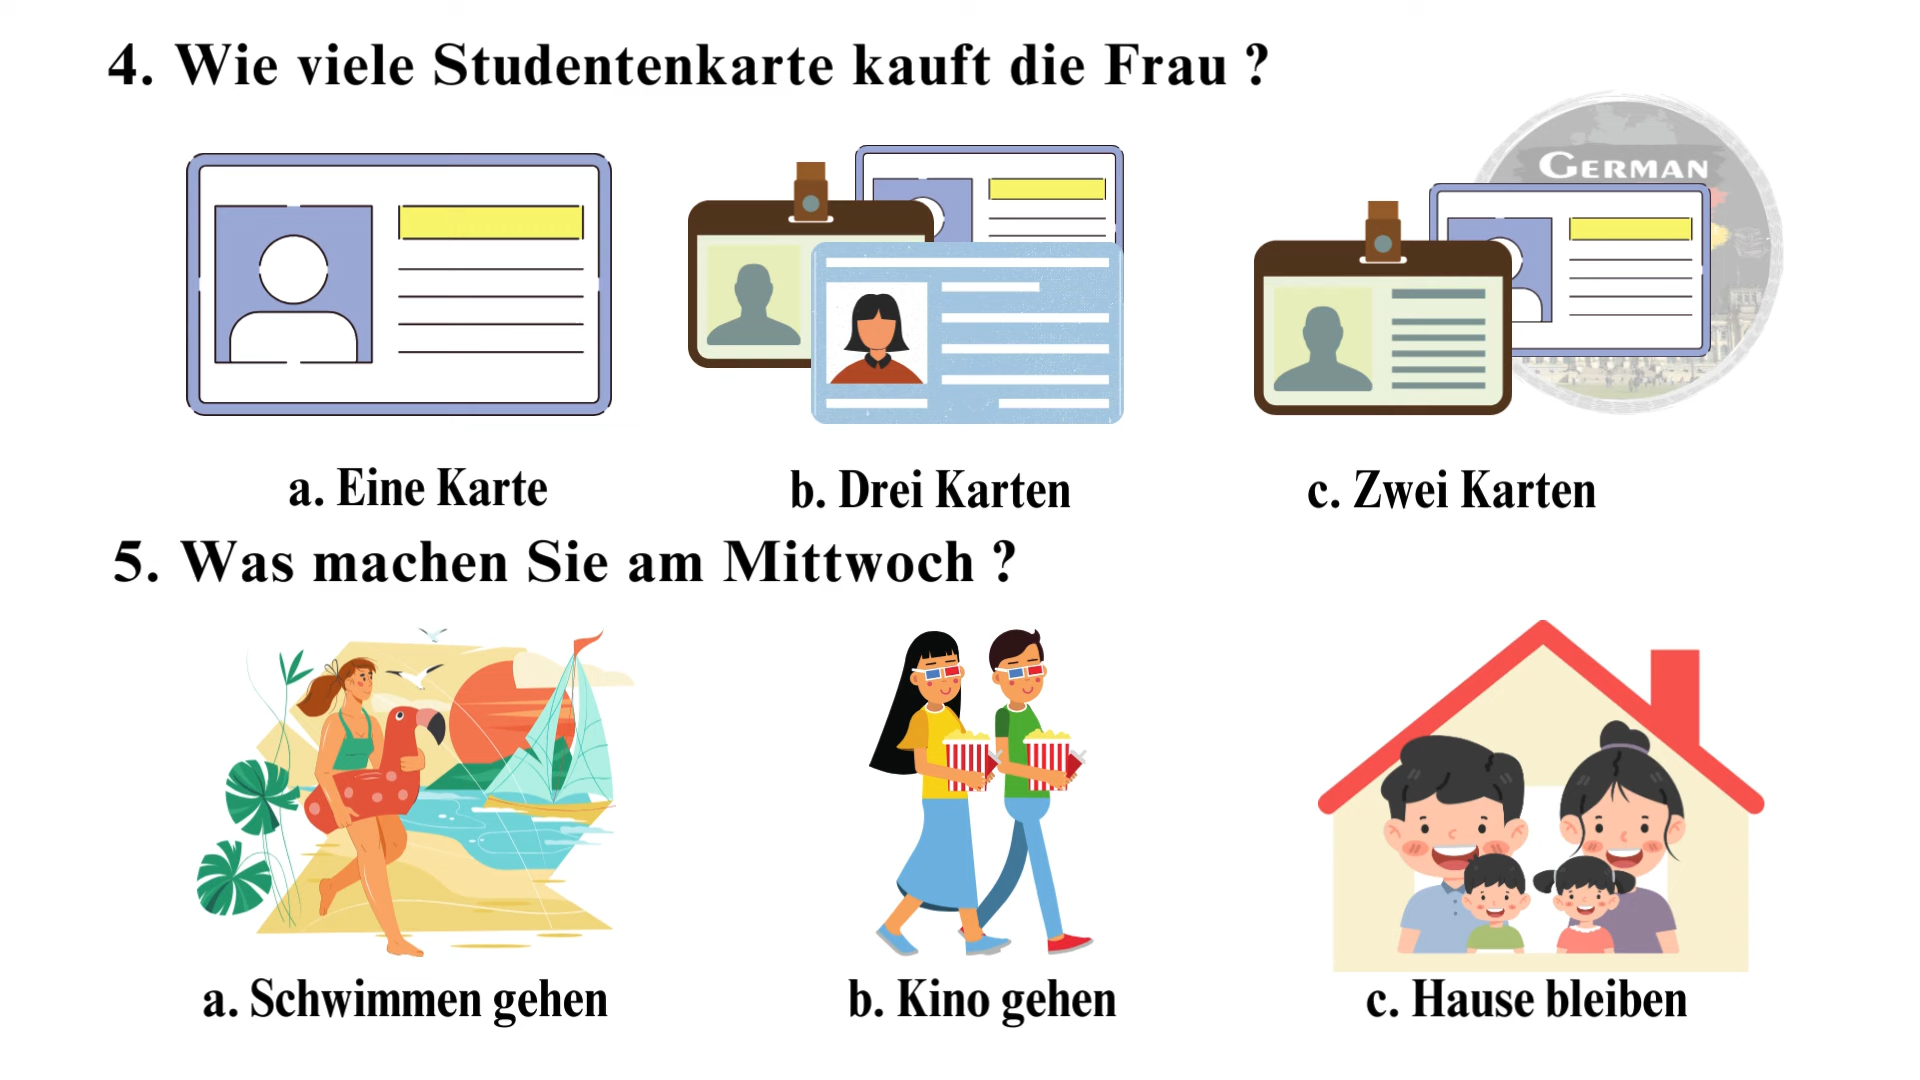 4. Wie viele Studentenkarte kauft die Frau ?
GERMAN
a. Eine Karte
b. Drei Karten
c. Zwei Karten
5. Was machen Sie am Mittwoch ?
a. Schwimmen gehen
b. Kino gehen
c. Hause bleiben